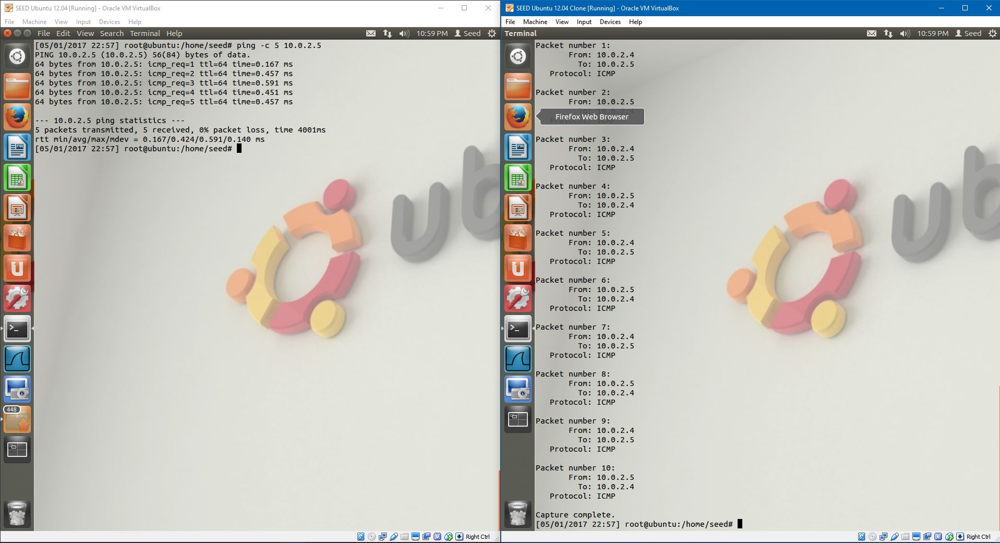 SEED Ubuntu 12.04 [Running] - Oracle VM VirtualBox
File Machine View Input Devices Help
File Edit View Search Terminal Help 10:59 PM Seed
[05/01/2017 22:57] root@ubuntu:/home/seed# ping -c 5 10.0.2.5
PING 10.0.2.5 (10.0.2.5) 56(84) bytes of data.
64 bytes from 10.0.2.5: icmp_req=1 ttl=64 time=0.167 ms
64 bytes from 10.0.2.5: icmp_req=2 ttl=64 time=0.457 ms
64 bytes from 10.0.2.5: icmp_req=3 ttl=64 time=0.591 ms
64 bytes from 10.0.2.5: icmp_req=4 ttl=64 time=0.451 ms
64 bytes from 10.0.2.5: icmp_req=5 ttl=64 time=0.457 ms
--- 10.0.2.5 ping statistics ---
5 packets transmitted, 5 received, 0% packet loss, time 4001ms
rtt min/avg/max/mdev = 0.167/0.424/0.591/0.140 ms
[05/01/2017 22:57] root@ubuntu:/home/seed#
ub
448
Right Ctrl
SEED Ubuntu 12.04 Clone [Running] - Oracle VM VirtualBox
File Machine View Input Devices Help
Terminal 10:59 PM Seed
Packet number 1:
From: 10.0.2.4
To: 10.0.2.5
Protocol: ICMP
Packet number 2:
From: 10.0.2.5
To: 10.0.2.4
Firefox Web Browser
Protocol: ICMP
Packet number 3:
From: 10.0.2.4
To: 10.0.2.5
Protocol: ICMP
Packet number 4:
From: 10.0.2.5
To: 10.0.2.4
Protocol: ICMP
Packet number 5:
From: 10.0.2.4
To: 10.0.2.5
Protocol: ICMP
Packet number 6:
From: 10.0.2.5
To: 10.0.2.4
Protocol: ICMP
Packet number 7:
From: 10.0.2.4
To: 10.0.2.5
Protocol: ICMP
Packet number 8:
From: 10.0.2.5
To: 10.0.2.4
Protocol: ICMP
Packet number 9:
From: 10.0.2.4
To: 10.0.2.5
Protocol: ICMP
Packet number 10:
From: 10.0.2.5
To: 10.0.2.4
Protocol: ICMP
Capture complete.
[05/01/2017 22:57] root@ubuntu:/home/seed#
ub
Right Ctrl